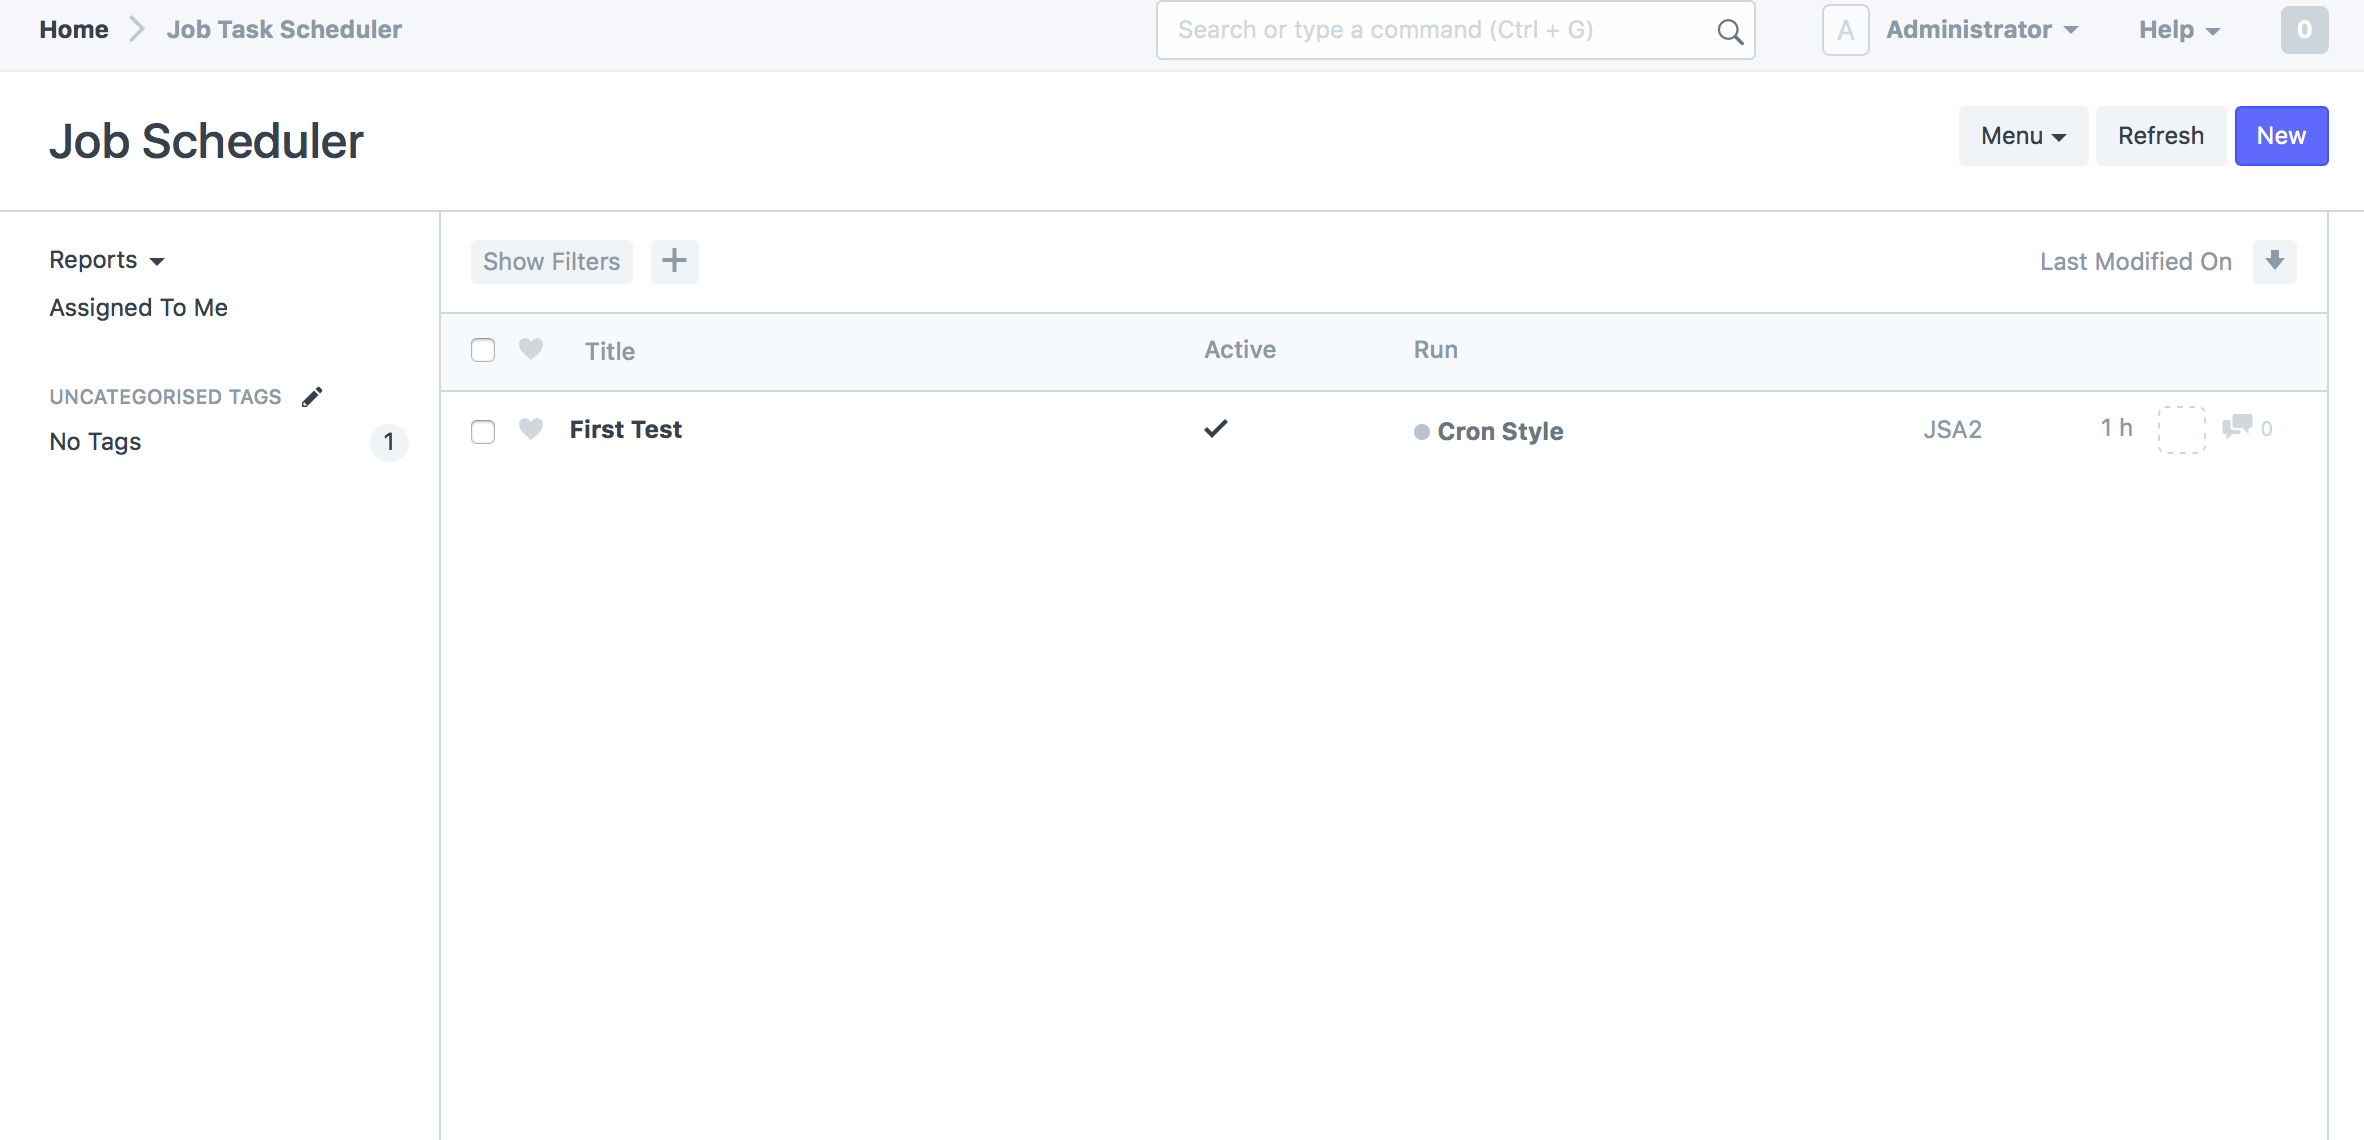 Home Job Task Scheduler Search or type a command (Ctrl + G) A Administrator Help 0
Job Scheduler Menu Refresh New
Reports
Assigned To Me
UNCATEGORISED TAGS
No Tags 1
Show Filters Last Modified On
Title Active Run
First Test Cron Style JSA2 1 h 0